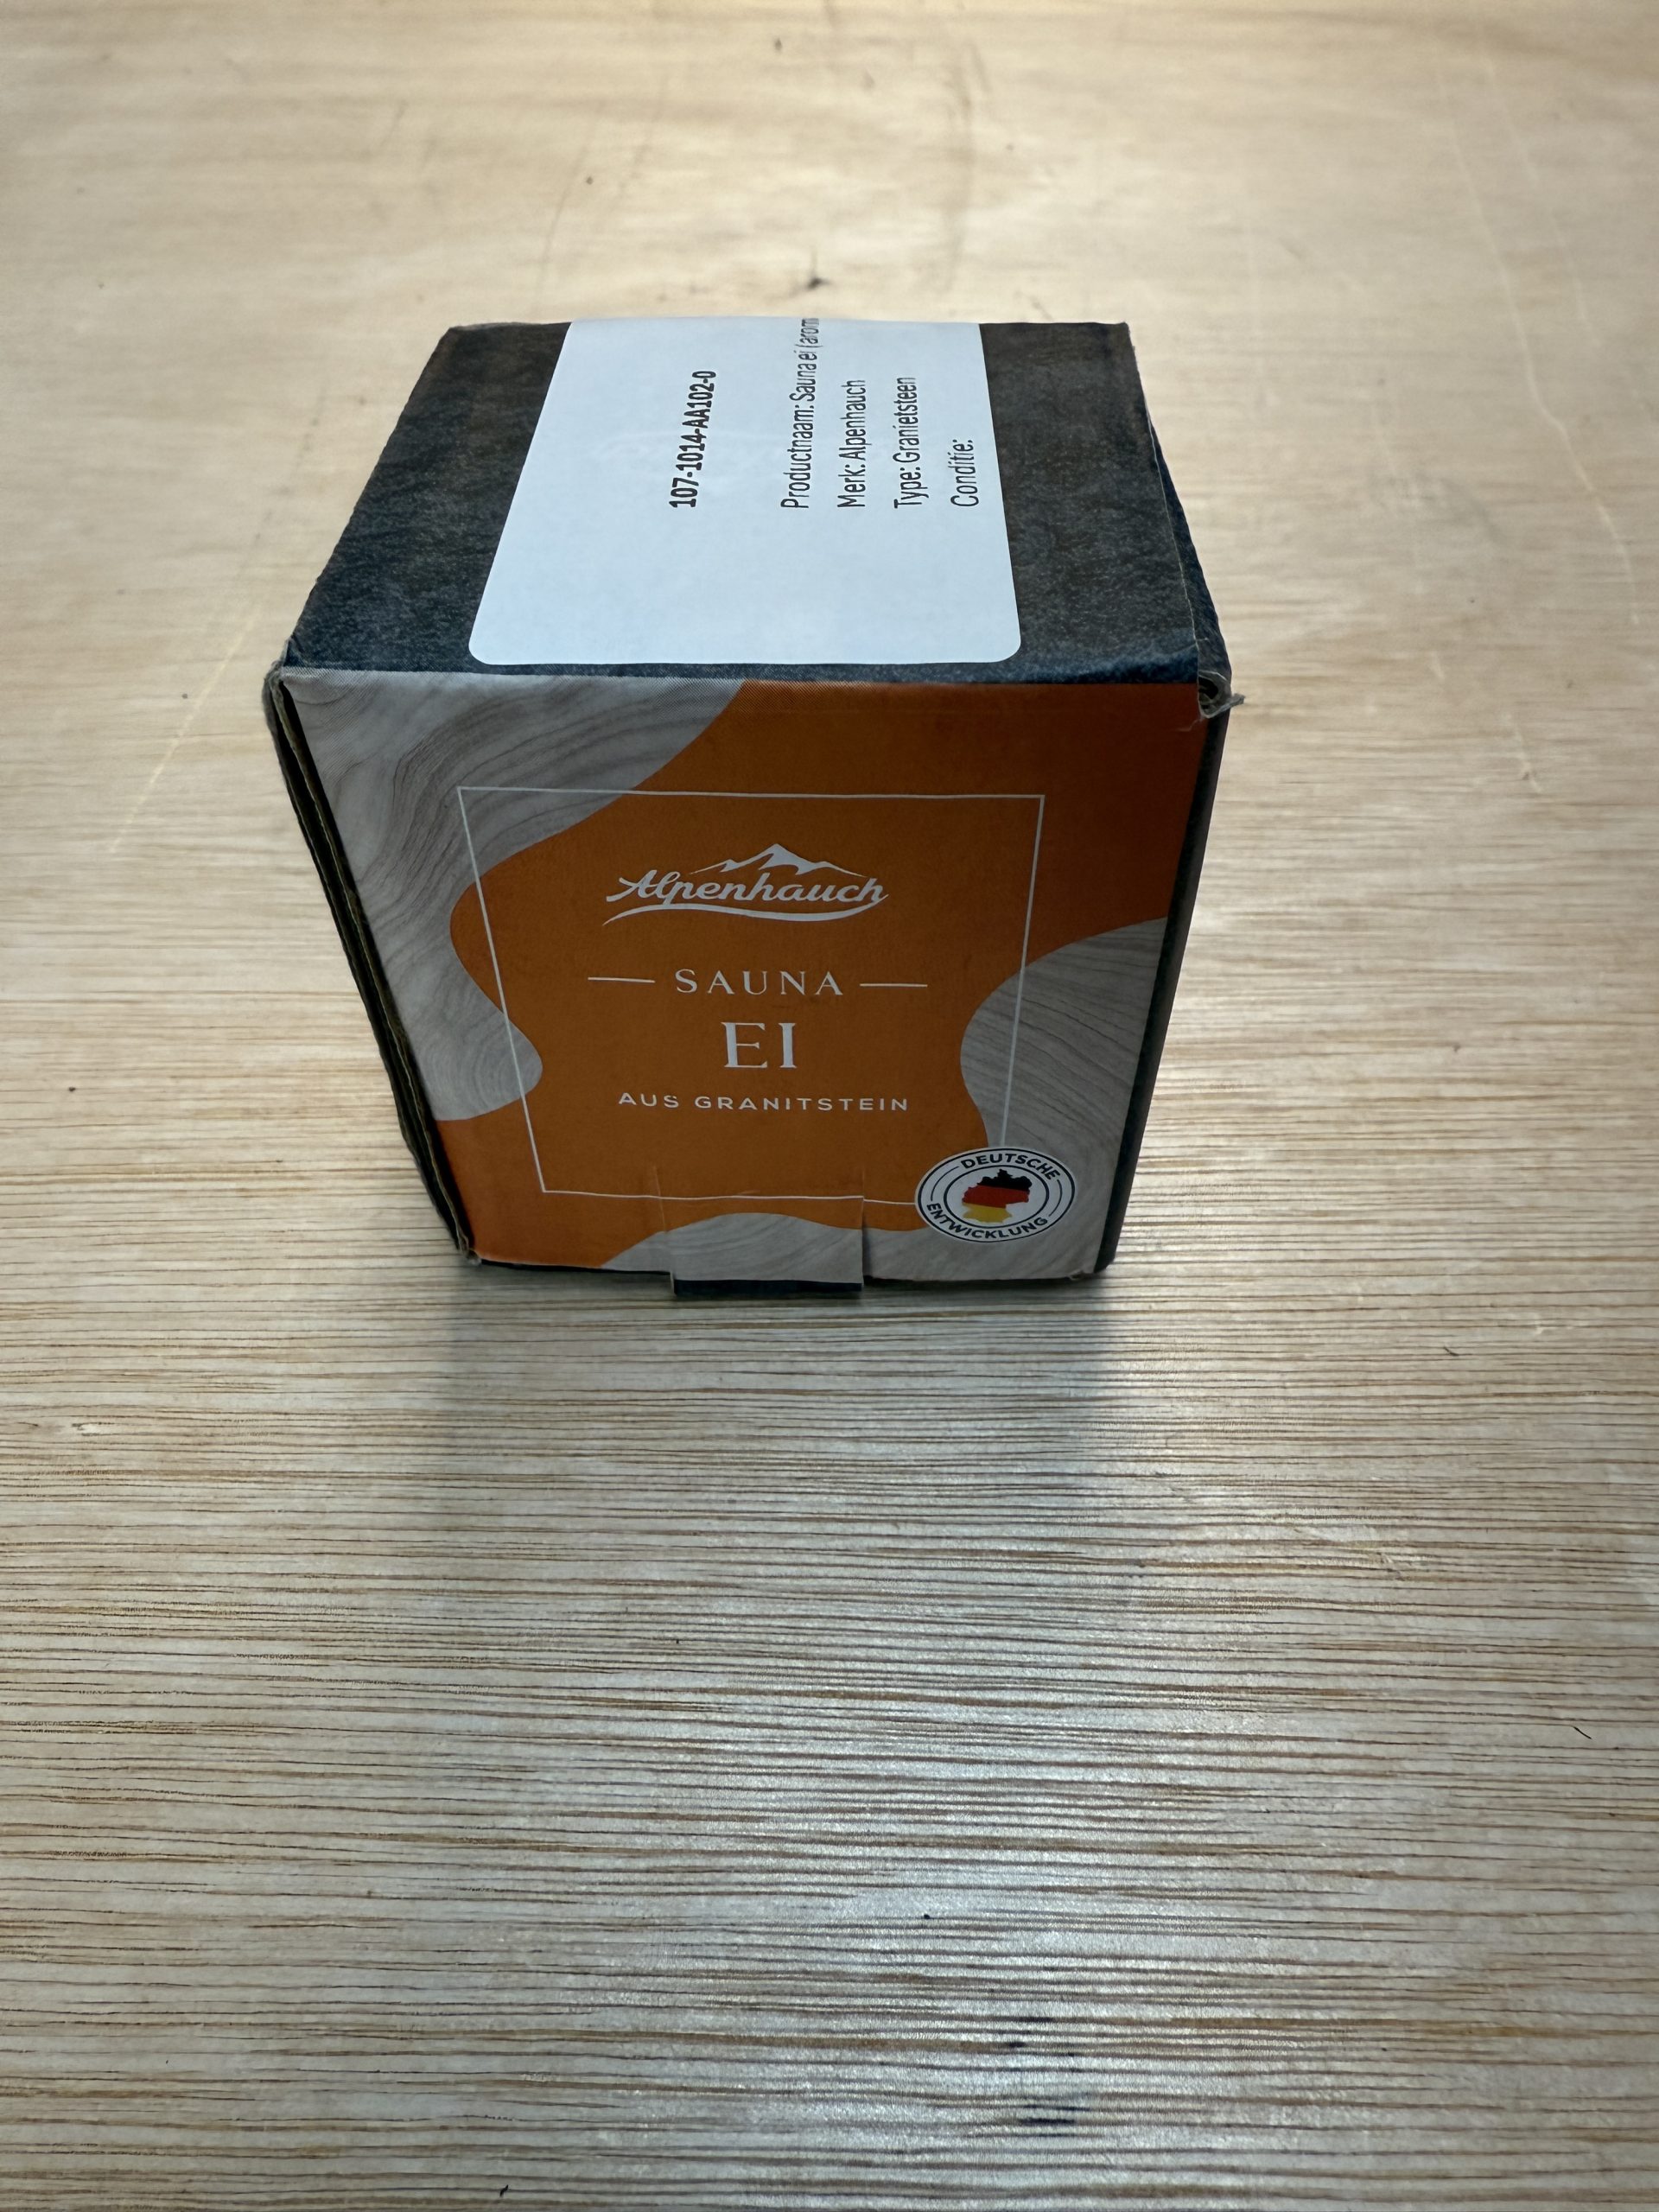 107-1014-AA102-0
Productnaam: Sauna ei (arom
Merk: Alpenhauch
Type: Granietsteen
Conditie:
Alpenhauch
SAUNA
EI
AUS GRANITSTEIN
DEUTSCHE
ENTWICKLUNG